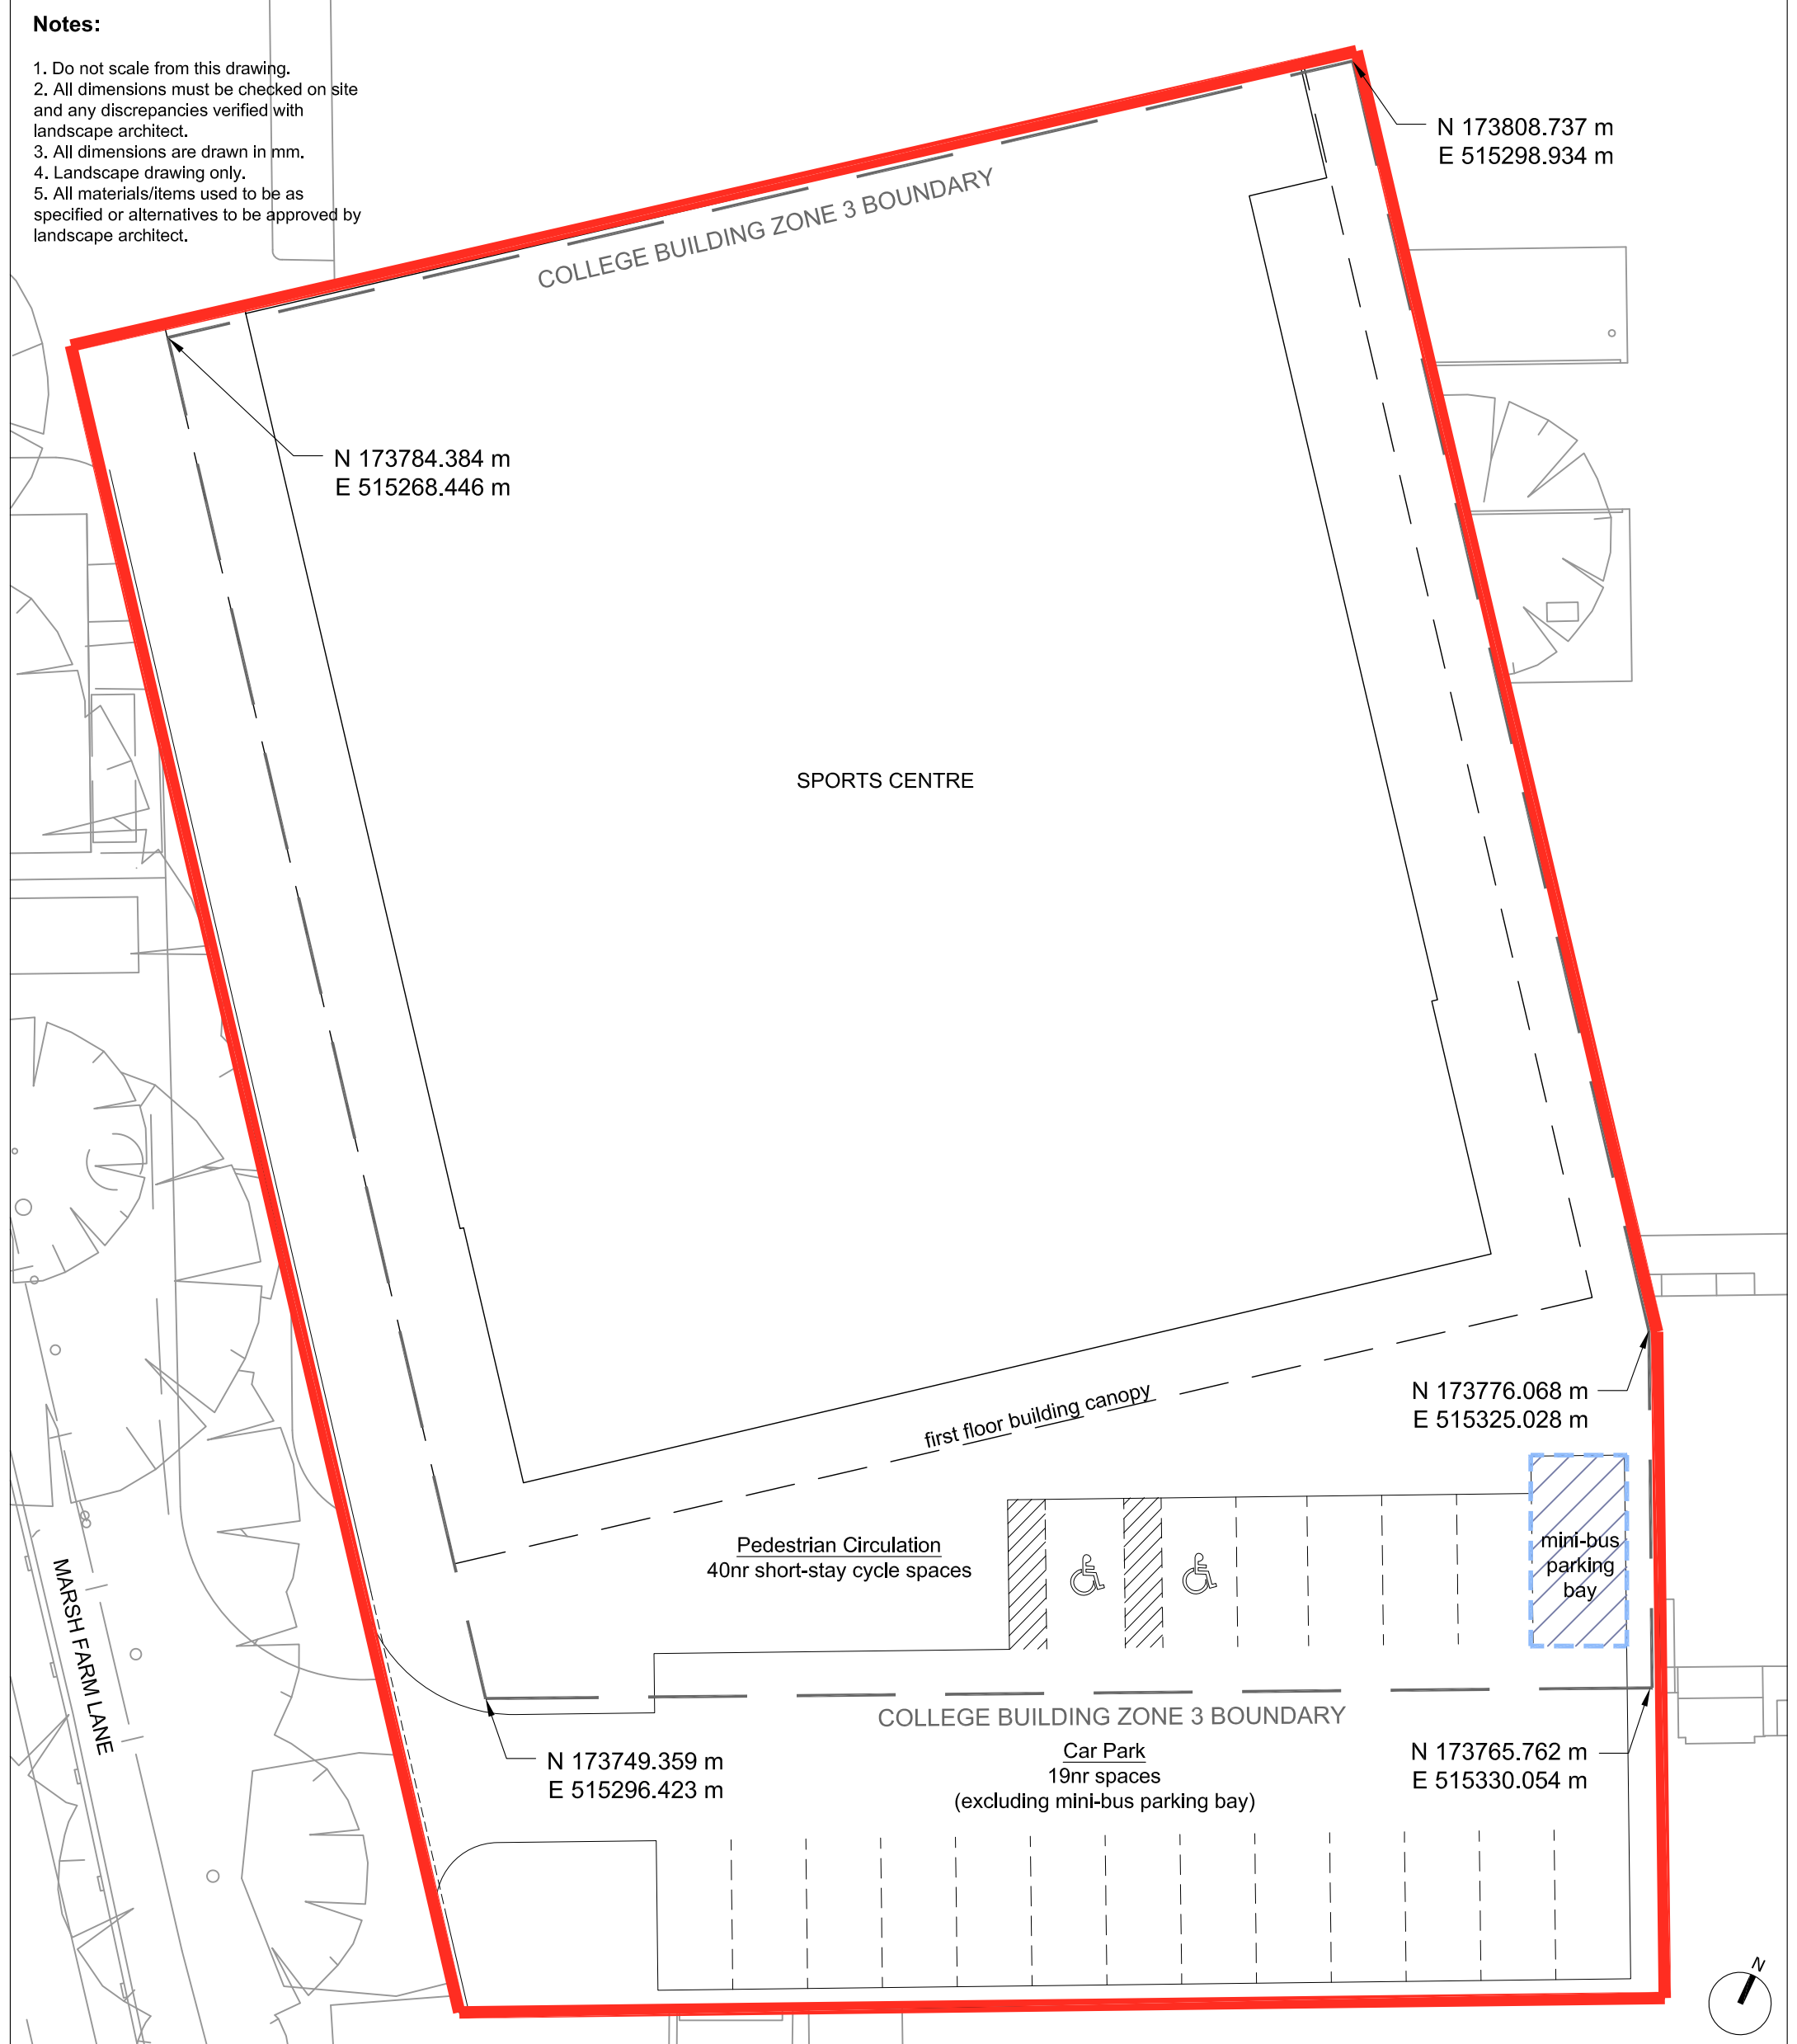 Notes:
1. Do not scale from this drawing.
2. All dimensions must be checked on site
and any discrepancies verified with
landscape architect.
3. All dimensions are drawn in mm.
4. Landscape drawing only.
5. All materials/items used to be as
specified or alternatives to be approved by
landscape architect.
N 173808.737 m
E 515298.934 m
COLLEGE BUILDING ZONE 3 BOUNDARY
N 173784.384 m
E 515268.446 m
SPORTS CENTRE
N 173776.068 m
E 515325.028 m
first floor building canopy
Pedestrian Circulation
40nr short-stay cycle spaces
mini-bus
parking
bay
MARSH FARM LANE
COLLEGE BUILDING ZONE 3 BOUNDARY
N 173749.359 m
E 515296.423 m
Car Park
19nr spaces
(excluding mini-bus parking bay)
N 173765.762 m
E 515330.054 m
N